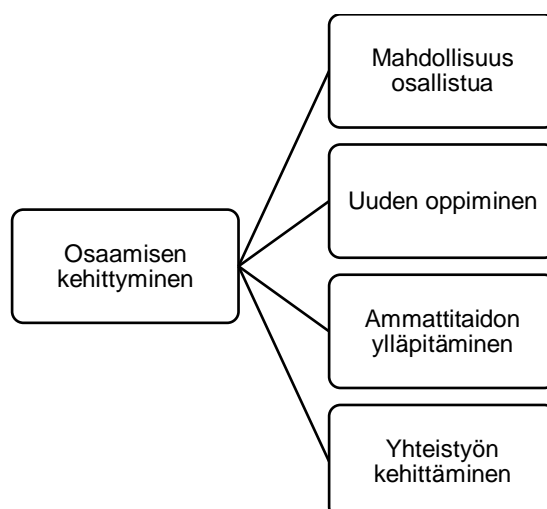 Mahdollisuus
osallistua
Uuden oppiminen
Osaamisen
kehittyminen
Ammattitaidon
ylläpitäminen
Yhteistyön
kehittäminen